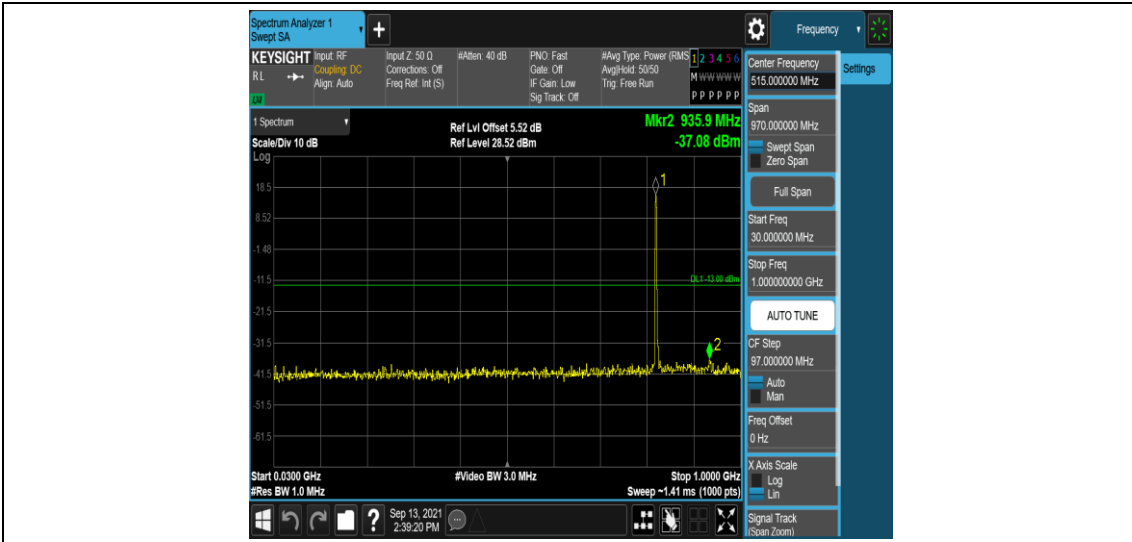 Spectrum Analyzer 1
Swept SA
+
Frequency
KEYSIGHT
RL
LXI
Input: RF
Coupling: DC
Align: Auto
Input Z: 50 Ω
Corrections: Off
Freq Ref: Int (S)
#Atten: 40 dB
PNO: Fast
Gate: Off
IF Gain: Low
Sig Track: Off
#Avg Type: Power (RMS
Avg|Hold: 50/50
Trig: Free Run
1 2 3 4 5 6
M W W W W W
P P P P P P
1 Spectrum
Scale/Div 10 dB
Ref Lvl Offset 5.52 dB
Ref Level 28.52 dBm
Mkr2 935.9 MHz
-37.08 dBm
Log
1
18.5
8.52
-1.48
-11.5
DL1 -13.00 dBm
-21.5
-31.5
2
-41.5
-51.5
-61.5
Start 0.0300 GHz
#Res BW 1.0 MHz
#Video BW 3.0 MHz
Stop 1.0000 GHz
Sweep ~1.41 ms (1000 pts)
?
Sep 13, 2021
2:39:20 PM
Center Frequency
515.000000 MHz
Settings
Span
970.000000 MHz
Swept Span
Zero Span
Full Span
Start Freq
30.000000 MHz
Stop Freq
1.000000000 GHz
AUTO TUNE
CF Step
97.000000 MHz
Auto
Man
Freq Offset
0 Hz
X Axis Scale
Log
Lin
Signal Track
(Span Zoom)